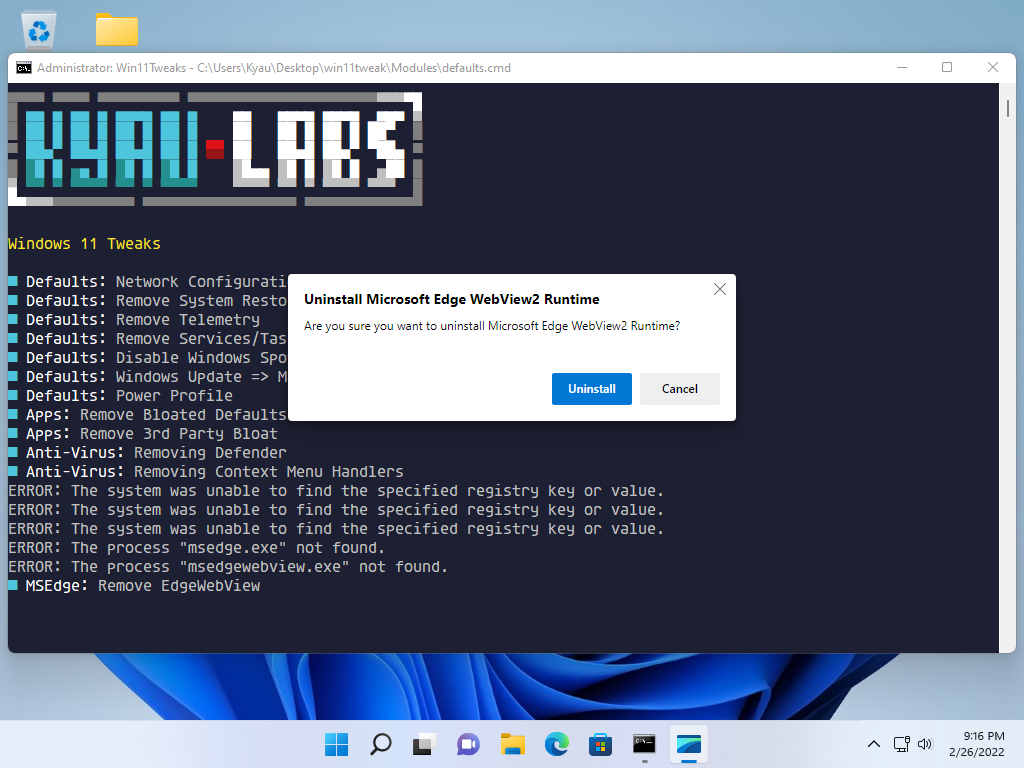 Administrator: Win11Tweaks - C:\Users\Kyau\Desktop\win11tweak\Modules\defaults.cmd
KYAU-LABS
Windows 11 Tweaks
Defaults: Network Configurati
Defaults: Remove System Resto
Defaults: Remove Telemetry
Defaults: Remove Services/Tas
Defaults: Disable Windows Spo
Defaults: Windows Update => M
Defaults: Power Profile
Apps: Remove Bloated Defaults
Apps: Remove 3rd Party Bloat
Anti-Virus: Removing Defender
Anti-Virus: Removing Context Menu Handlers
ERROR: The system was unable to find the specified registry key or value.
ERROR: The system was unable to find the specified registry key or value.
ERROR: The system was unable to find the specified registry key or value.
ERROR: The process "msedge.exe" not found.
ERROR: The process "msedgewebview.exe" not found.
MSEdge: Remove EdgeWebView
Uninstall Microsoft Edge WebView2 Runtime
Are you sure you want to uninstall Microsoft Edge WebView2 Runtime?
Uninstall
Cancel
9:16 PM
2/26/2022